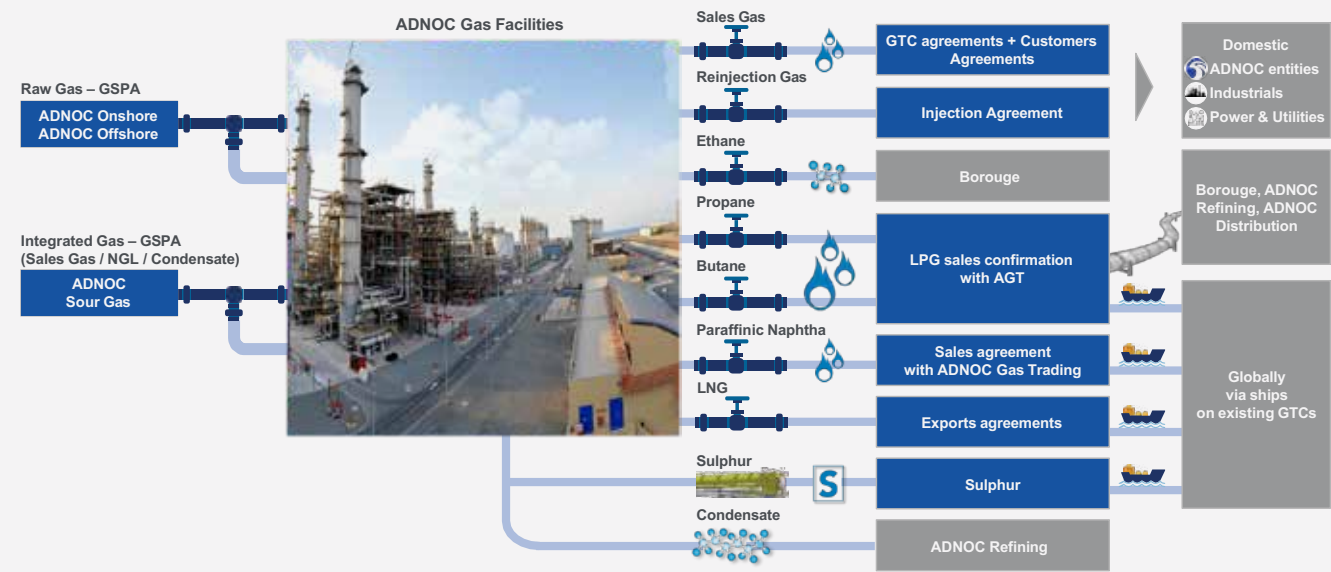 ADNOC Gas Facilities
Raw Gas – GSPA
ADNOC Onshore
ADNOC Offshore
Integrated Gas – GSPA
(Sales Gas / NGL / Condensate)
ADNOC
Sour Gas
Sales Gas
GTC agreements + Customers
Agreements
Reinjection Gas
Injection Agreement
Ethane
Borouge
Propane
Butane
LPG sales confirmation
with AGT
Paraffinic Naphtha
Sales agreement
with ADNOC Gas Trading
LNG
Exports agreements
Sulphur
S
Sulphur
Condensate
ADNOC Refining
Domestic
ADNOC entities
Industrials
Power & Utilities
Borouge, ADNOC
Refining, ADNOC
Distribution
Globally
via ships
on existing GTCs